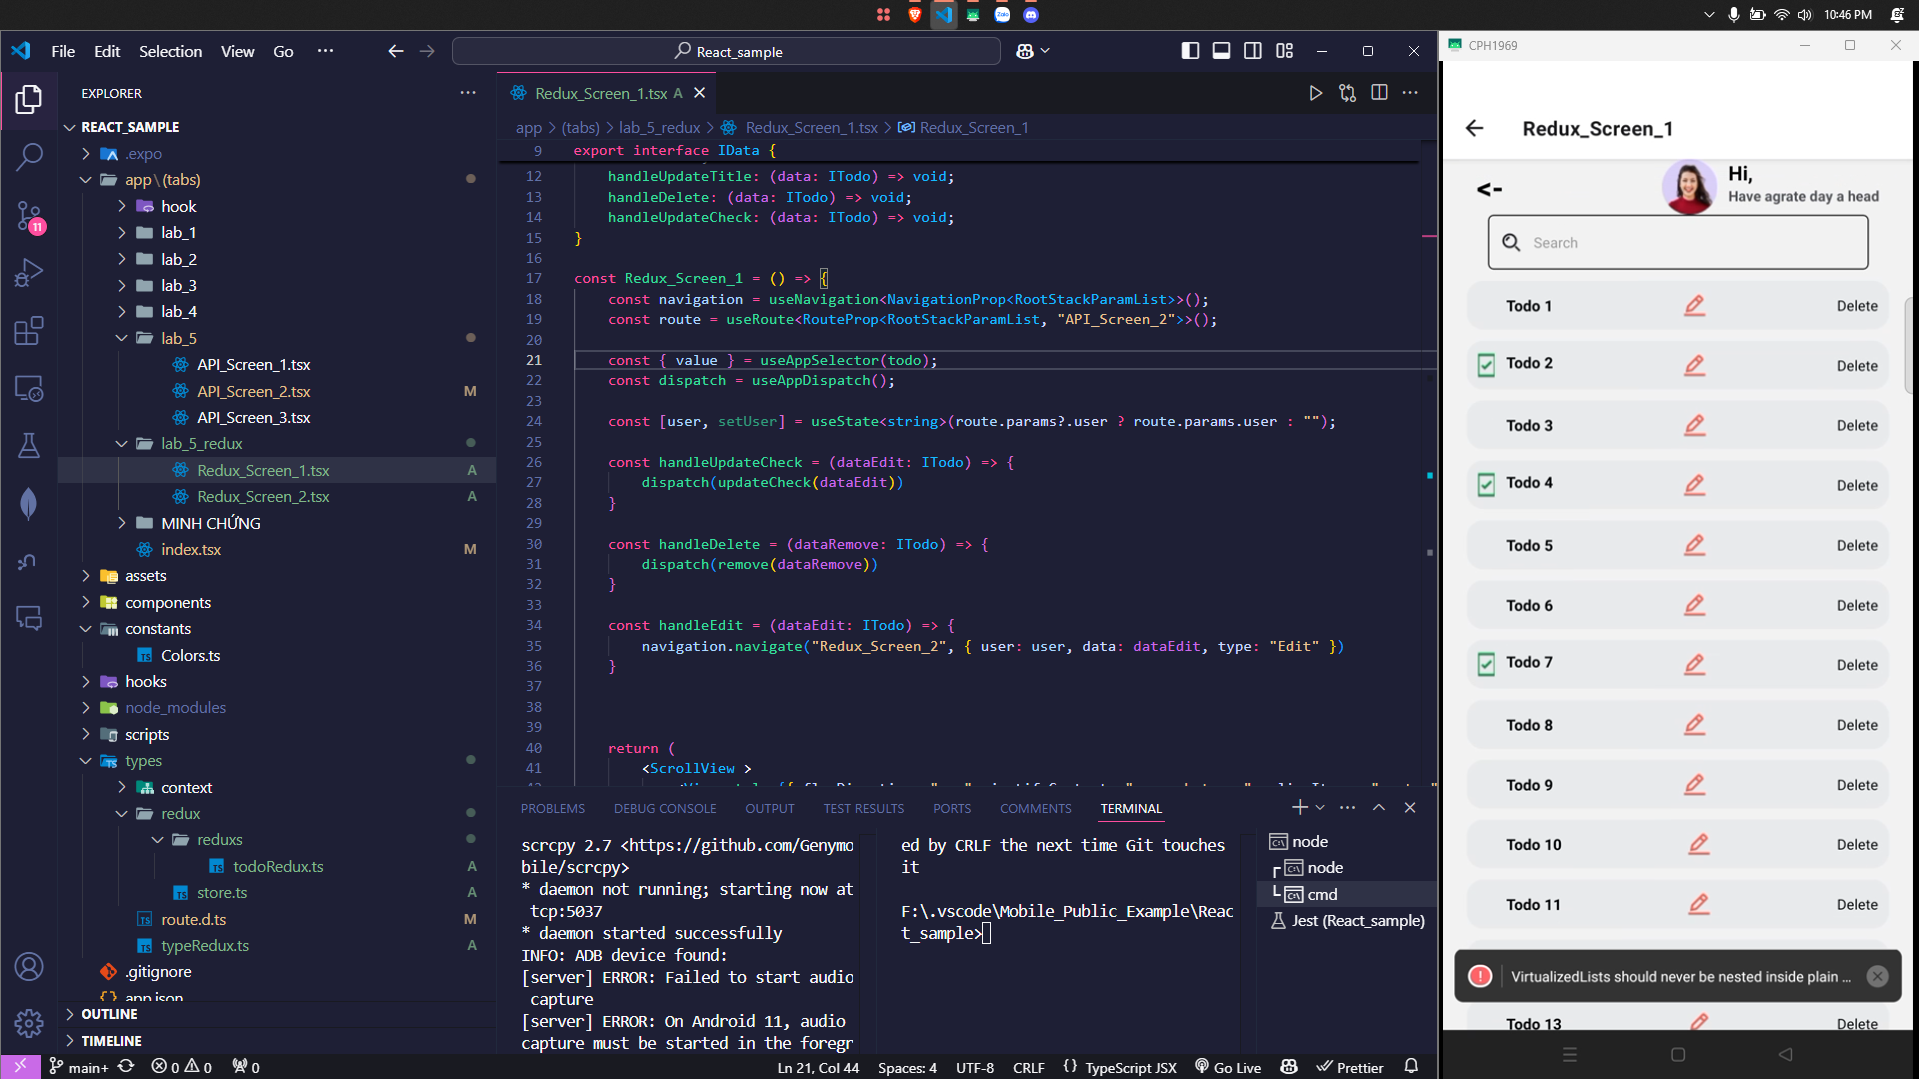 10:46 PM
File Edit Selection View Go
React_sample
CPH1969
EXPLORER
REACT_SAMPLE
.expo
app\(tabs)
hook
lab_1
lab_2
lab_3
lab_4
lab_5
API_Screen_1.tsx
API_Screen_2.tsx M
API_Screen_3.tsx
lab_5_redux
Redux_Screen_1.tsx A
Redux_Screen_2.tsx A
MINH CHỨNG
index.tsx M
assets
components
constants
Colors.ts
hooks
node_modules
scripts
types
context
redux
reduxs
todoRedux.ts A
store.ts A
route.d.ts M
typeRedux.ts A
.gitignore
app.json
OUTLINE
TIMELINE
11
Redux_Screen_1.tsx A
app > (tabs) > lab_5_redux > Redux_Screen_1.tsx > Redux_Screen_1
9 export interface IData {
12 handleUpdateTitle: (data: ITodo) => void;
13 handleDelete: (data: ITodo) => void;
14 handleUpdateCheck: (data: ITodo) => void;
15 }
16
17 const Redux_Screen_1 = () => {
18 const navigation = useNavigation<NavigationProp<RootStackParamList>>();
19 const route = useRoute<RouteProp<RootStackParamList, "API_Screen_2">>();
20
21 const { value } = useAppSelector(todo);
22 const dispatch = useAppDispatch();
23
24 const [user, setUser] = useState<string>(route.params?.user ? route.params.user : "");
25
26 const handleUpdateCheck = (dataEdit: ITodo) => {
27 dispatch(updateCheck(dataEdit))
28 }
29
30 const handleDelete = (dataRemove: ITodo) => {
31 dispatch(remove(dataRemove))
32 }
33
34 const handleEdit = (dataEdit: ITodo) => {
35 navigation.navigate("Redux_Screen_2", { user: user, data: dataEdit, type: "Edit" })
36 }
37
38
39
40 return (
41 <ScrollView >
PROBLEMS DEBUG CONSOLE OUTPUT TEST RESULTS PORTS COMMENTS TERMINAL
scrcpy 2.7 <https://github.com/Genymo
bile/scrcpy>
* daemon not running; starting now at
tcp:5037
* daemon started successfully
INFO: ADB device found:
[server] ERROR: Failed to start audio
capture
[server] ERROR: On Android 11, audio
capture must be started in the foregr
ed by CRLF the next time Git touches
it
F:\.vscode\Mobile_Public_Example\Reac
t_sample>
node
node
cmd
Jest (React_sample)
main+ 0 0 0
Ln 21, Col 44 Spaces: 4 UTF-8 CRLF {} TypeScript JSX Go Live Prettier
Redux_Screen_1
<-
Hi,
Have agrate day a head
Search
Todo 1 Delete
Todo 2 Delete
Todo 3 Delete
Todo 4 Delete
Todo 5 Delete
Todo 6 Delete
Todo 7 Delete
Todo 8 Delete
Todo 9 Delete
Todo 10 Delete
Todo 11 Delete
VirtualizedLists should never be nested inside plain ...
Todo 13 Delete